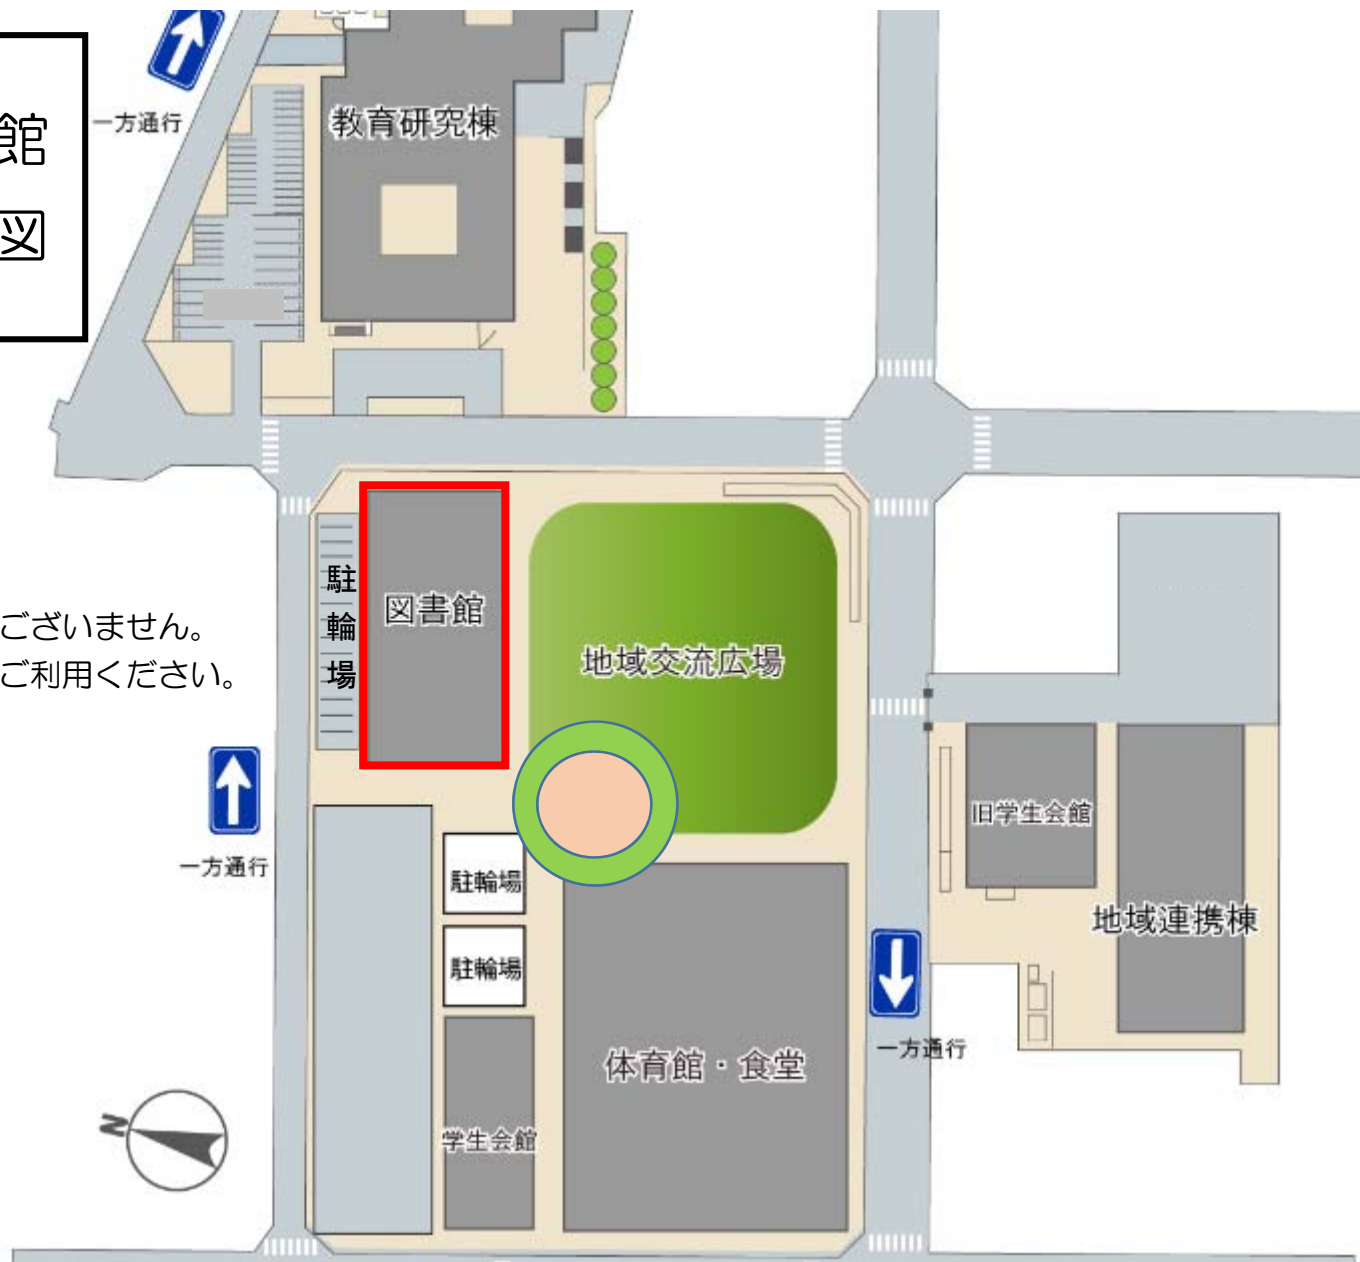 館
図
一方通行
教育研究棟
駐輪場
図書館
地域交流広場
ございません。
ご利用ください。
一方通行
駐輪場
駐輪場
旧学生会館
地域連携棟
一方通行
体育館・食堂
学生会館
N